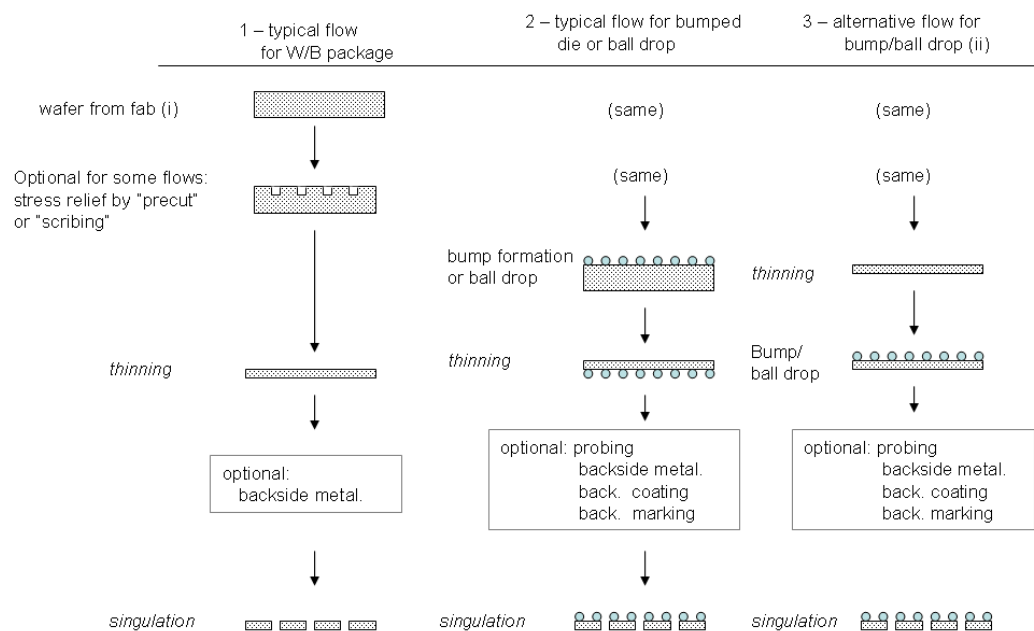 1 – typical flow
for W/B package
2 – typical flow for bumped
die or ball drop
3 – alternative flow for
bump/ball drop (ii)
wafer from fab (i)
(same)
(same)
Optional for some flows:
stress relief by "precut"
or "scribing"
(same)
(same)
bump formation
or ball drop
thinning
thinning
thinning
Bump/
ball drop
optional:
backside metal.
optional: probing
backside metal.
back. coating
back. marking
optional: probing
backside metal.
back. coating
back. marking
singulation
singulation
singulation